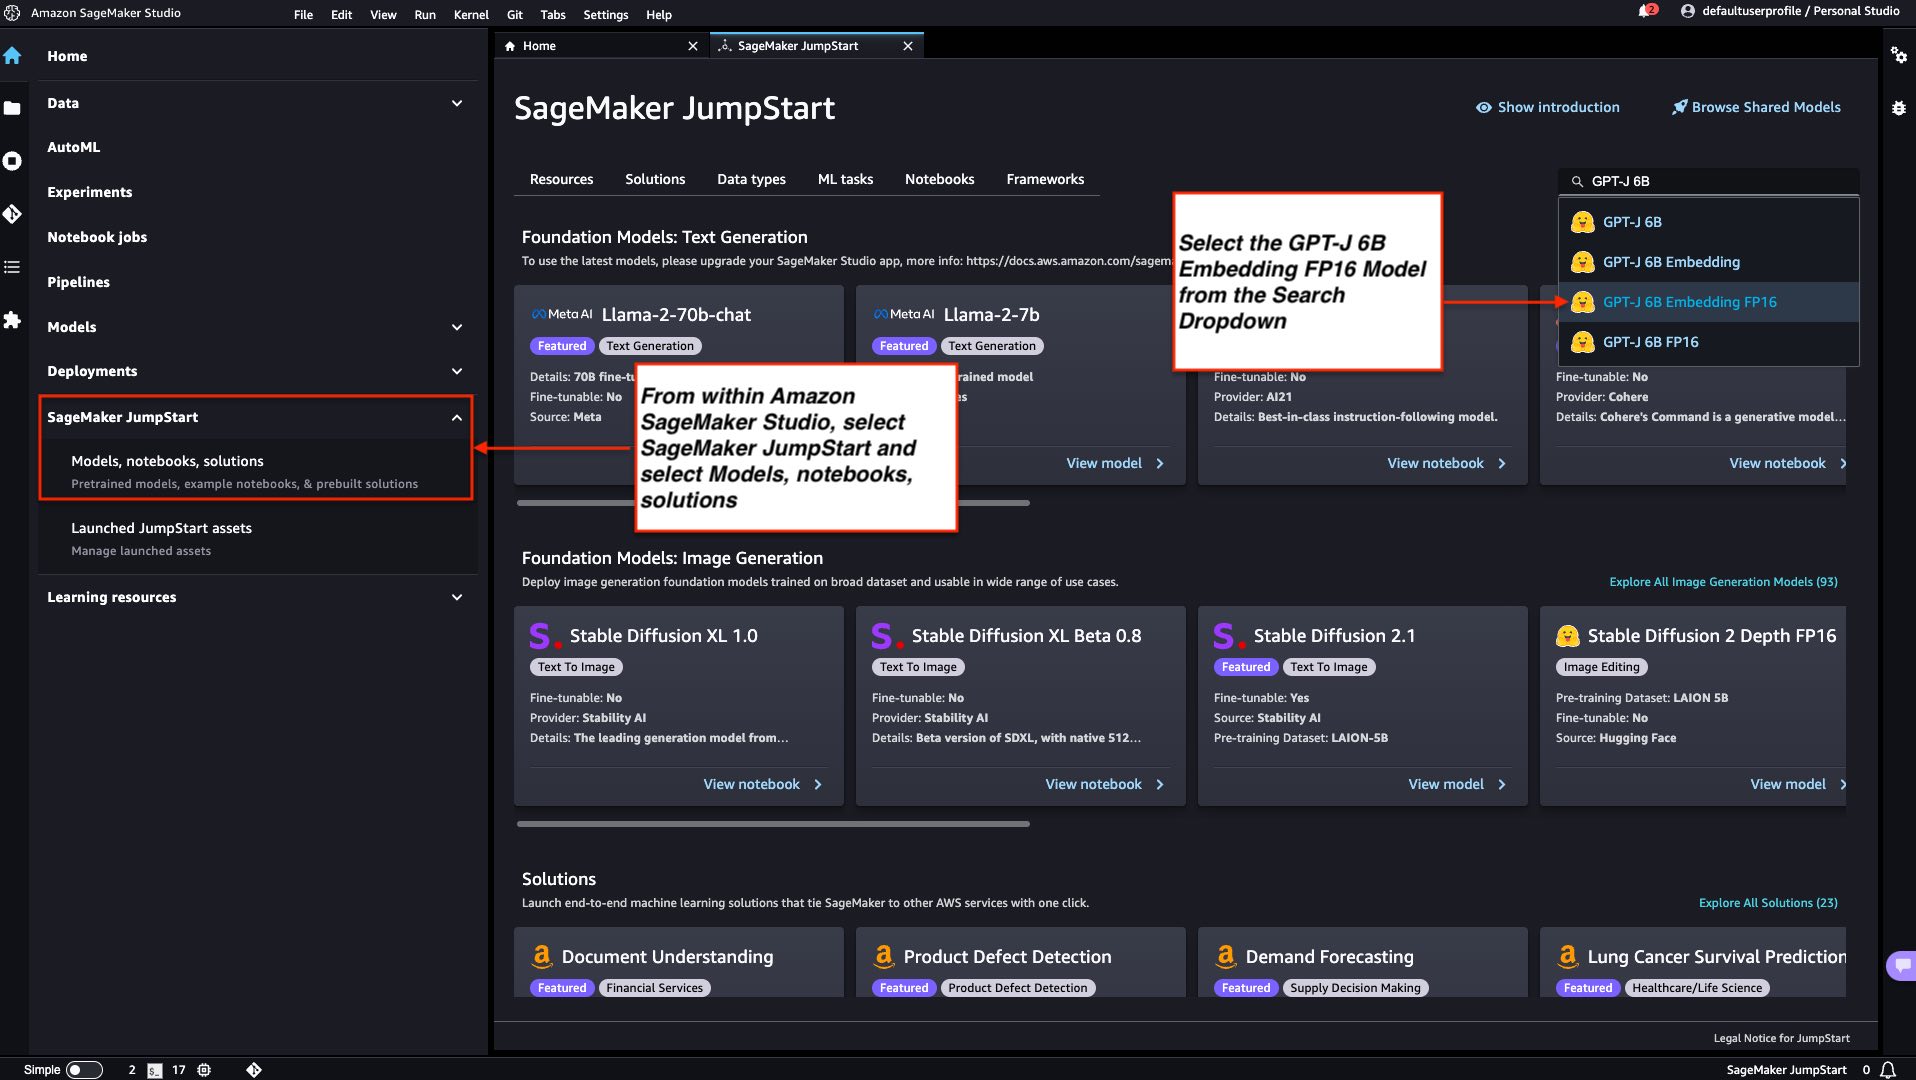 Amazon SageMaker Studio
File Edit View Run Kernel Git Tabs Settings Help
2
defaultuserprofile / Personal Studio
Home
Data
AutoML
Experiments
Notebook jobs
Pipelines
Models
Deployments
SageMaker JumpStart
Models, notebooks, solutions
Pretrained models, example notebooks, & prebuilt solutions
Launched JumpStart assets
Manage launched assets
Learning resources
Home
SageMaker JumpStart
SageMaker JumpStart
Show introduction
Browse Shared Models
Resources Solutions Data types ML tasks Notebooks Frameworks
GPT-J 6B
GPT-J 6B
GPT-J 6B Embedding
GPT-J 6B Embedding FP16
GPT-J 6B FP16
Select the GPT-J 6B
Embedding FP16 Model
from the Search
Dropdown
Foundation Models: Text Generation
To use the latest models, please upgrade your SageMaker Studio app, more info: https://docs.aws.amazon.com/sagema
Meta AI Llama-2-70b-chat
Featured Text Generation
Details: 70B fine-tu
Fine-tunable: No
Source: Meta
Meta AI Llama-2-7b
Featured Text Generation
rained model
es
View model
Fine-tunable: No
Provider: AI21
Details: Best-in-class instruction-following model.
View notebook
Fine-tunable: No
Provider: Cohere
Details: Cohere's Command is a generative model...
View notebook
From within Amazon
SageMaker Studio, select
SageMaker JumpStart and
select Models, notebooks,
solutions
Foundation Models: Image Generation
Deploy image generation foundation models trained on broad dataset and usable in wide range of use cases.
Explore All Image Generation Models (93)
Stable Diffusion XL 1.0
Text To Image
Fine-tunable: No
Provider: Stability AI
Details: The leading generation model from...
View notebook
Stable Diffusion XL Beta 0.8
Text To Image
Fine-tunable: No
Provider: Stability AI
Details: Beta version of SDXL, with native 512...
View notebook
Stable Diffusion 2.1
Featured Text To Image
Fine-tunable: Yes
Source: Stability AI
Pre-training Dataset: LAION-5B
View model
Stable Diffusion 2 Depth FP16
Image Editing
Pre-training Dataset: LAION 5B
Fine-tunable: No
Source: Hugging Face
View model
Solutions
Launch end-to-end machine learning solutions that tie SageMaker to other AWS services with one click.
Explore All Solutions (23)
Document Understanding
Featured Financial Services
Product Defect Detection
Featured Product Defect Detection
Demand Forecasting
Featured Supply Decision Making
Lung Cancer Survival Prediction
Featured Healthcare/Life Science
Legal Notice for JumpStart
Simple 2 17
SageMaker JumpStart 0